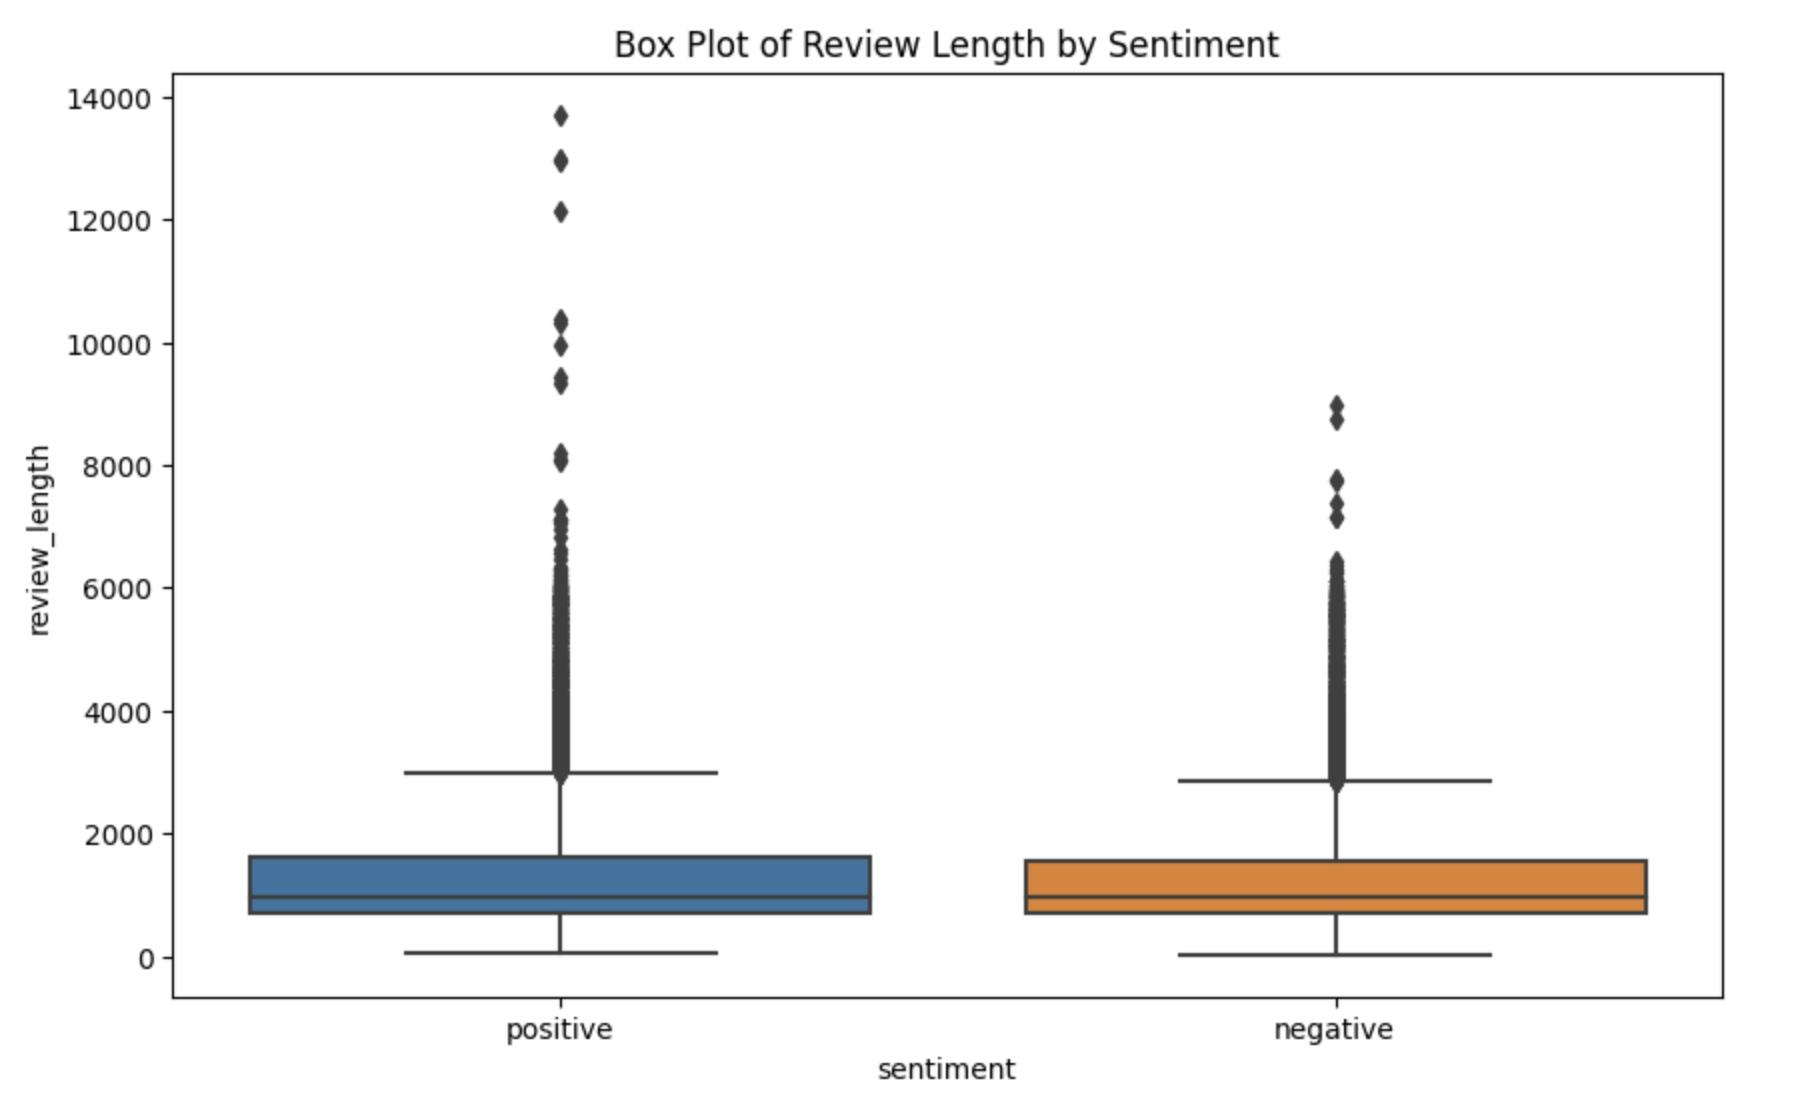 Box Plot of Review Length by Sentiment
14000
12000
10000
8000
6000
4000
2000
0
review_length
positive negative
sentiment